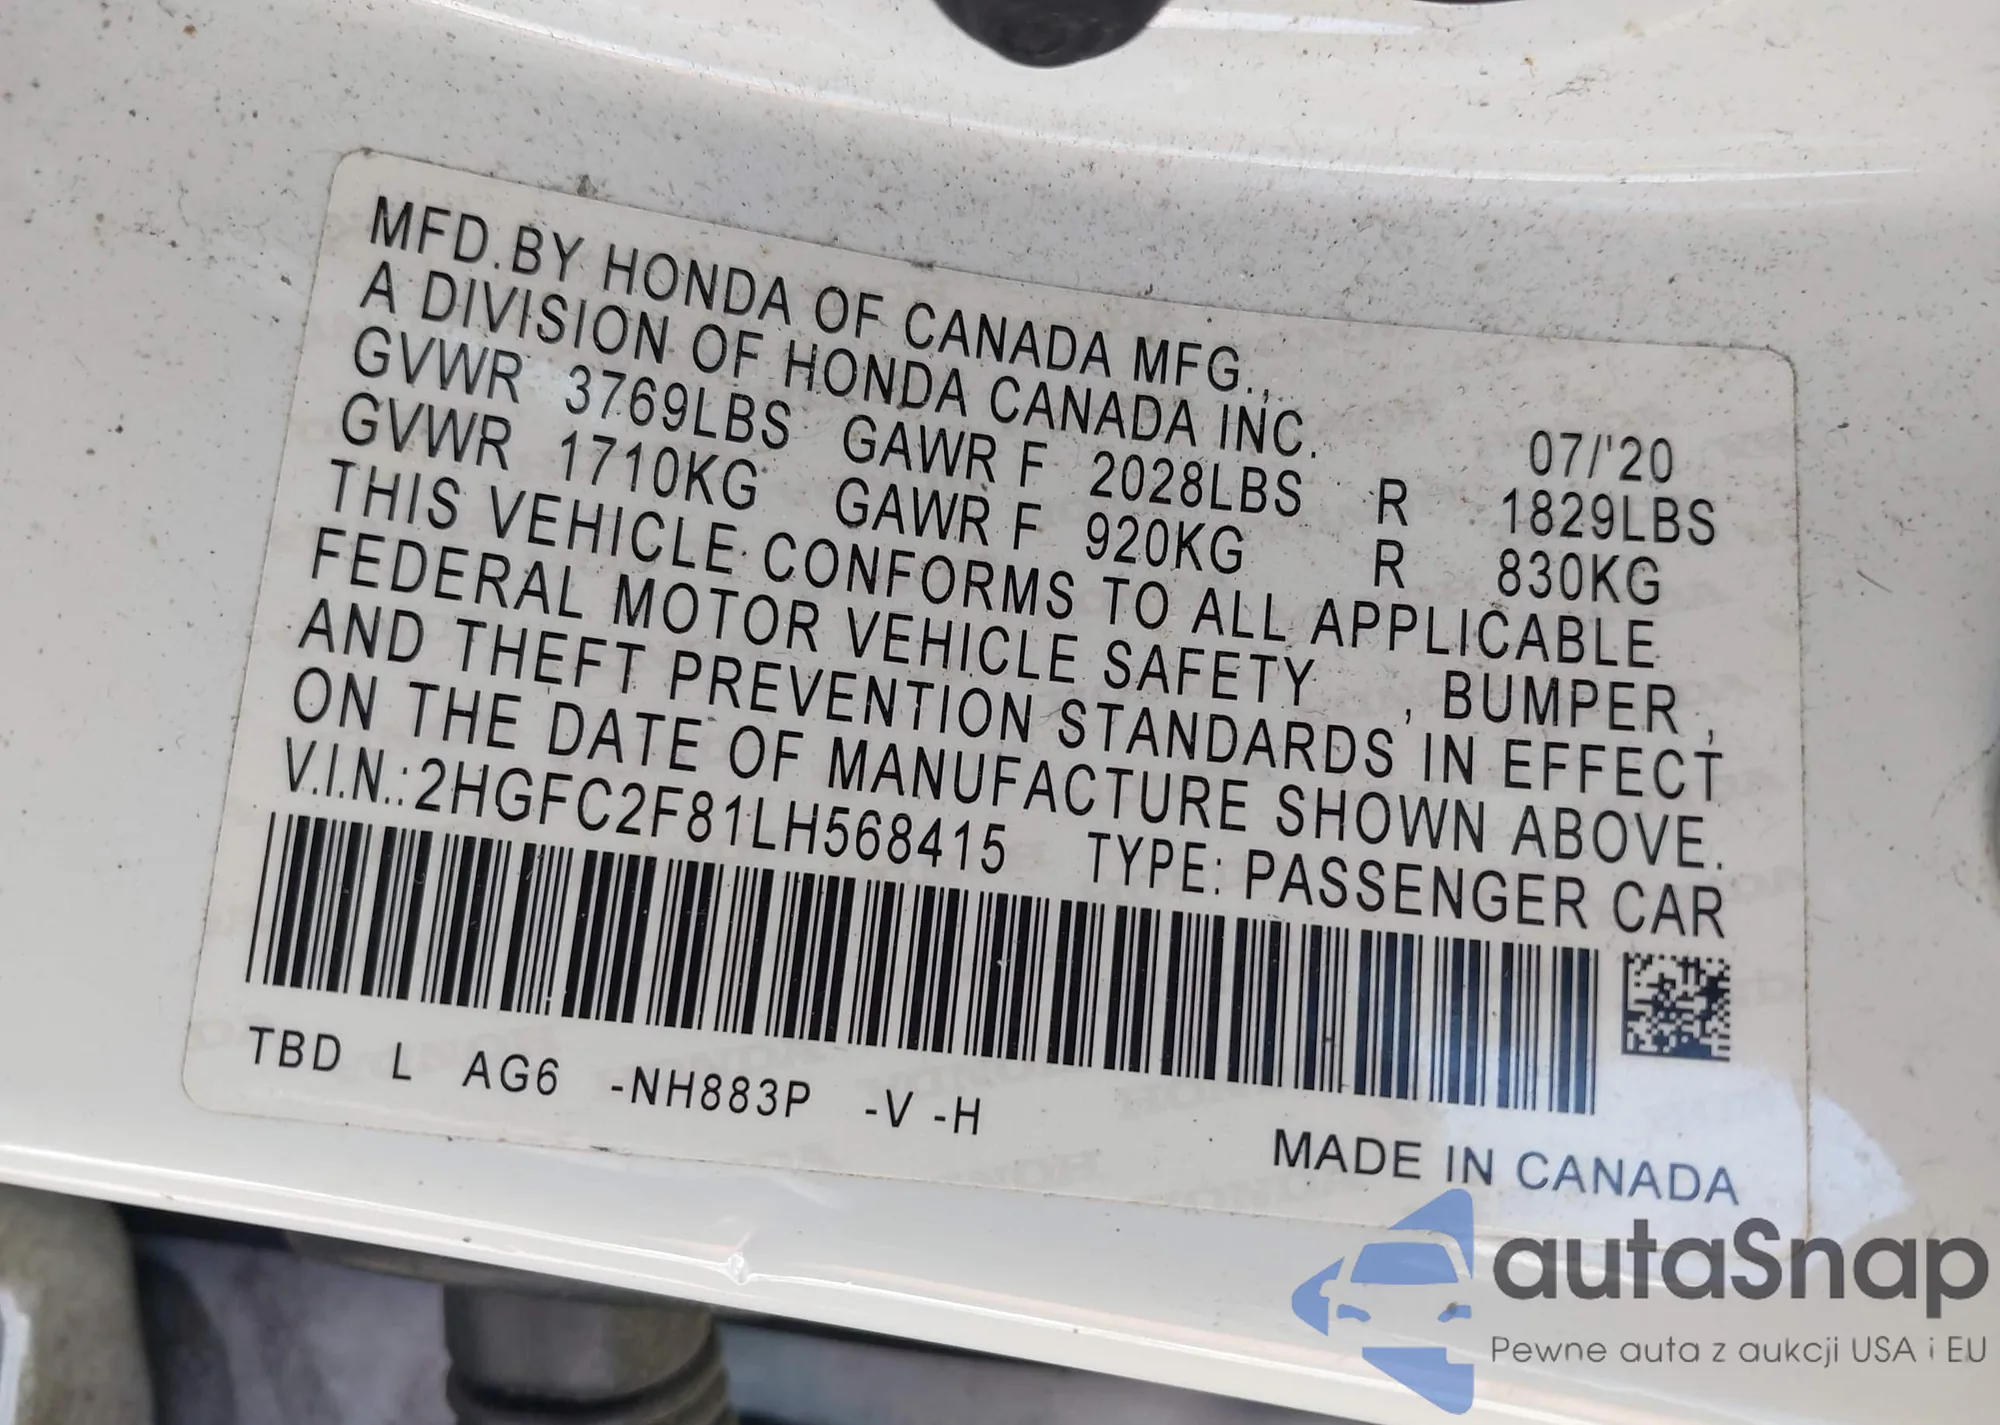 MFD.BY HONDA OF CANADA MFG.,
A DIVISION OF HONDA CANADA INC. 07/'20
GVWR 3769LBS GAWR F 2028LBS R 1829LBS
GVWR 1710KG GAWR F 920KG R 830KG
THIS VEHICLE CONFORMS TO ALL APPLICABLE
FEDERAL MOTOR VEHICLE SAFETY , BUMPER ,
AND THEFT PREVENTION STANDARDS IN EFFECT
ON THE DATE OF MANUFACTURE SHOWN ABOVE.
V.I.N.:2HGFC2F81LH568415 TYPE: PASSENGER CAR
TBD L AG6 -NH883P -V -H
MADE IN CANADA
autaSnap
Pewne auta z aukcji USA i EU